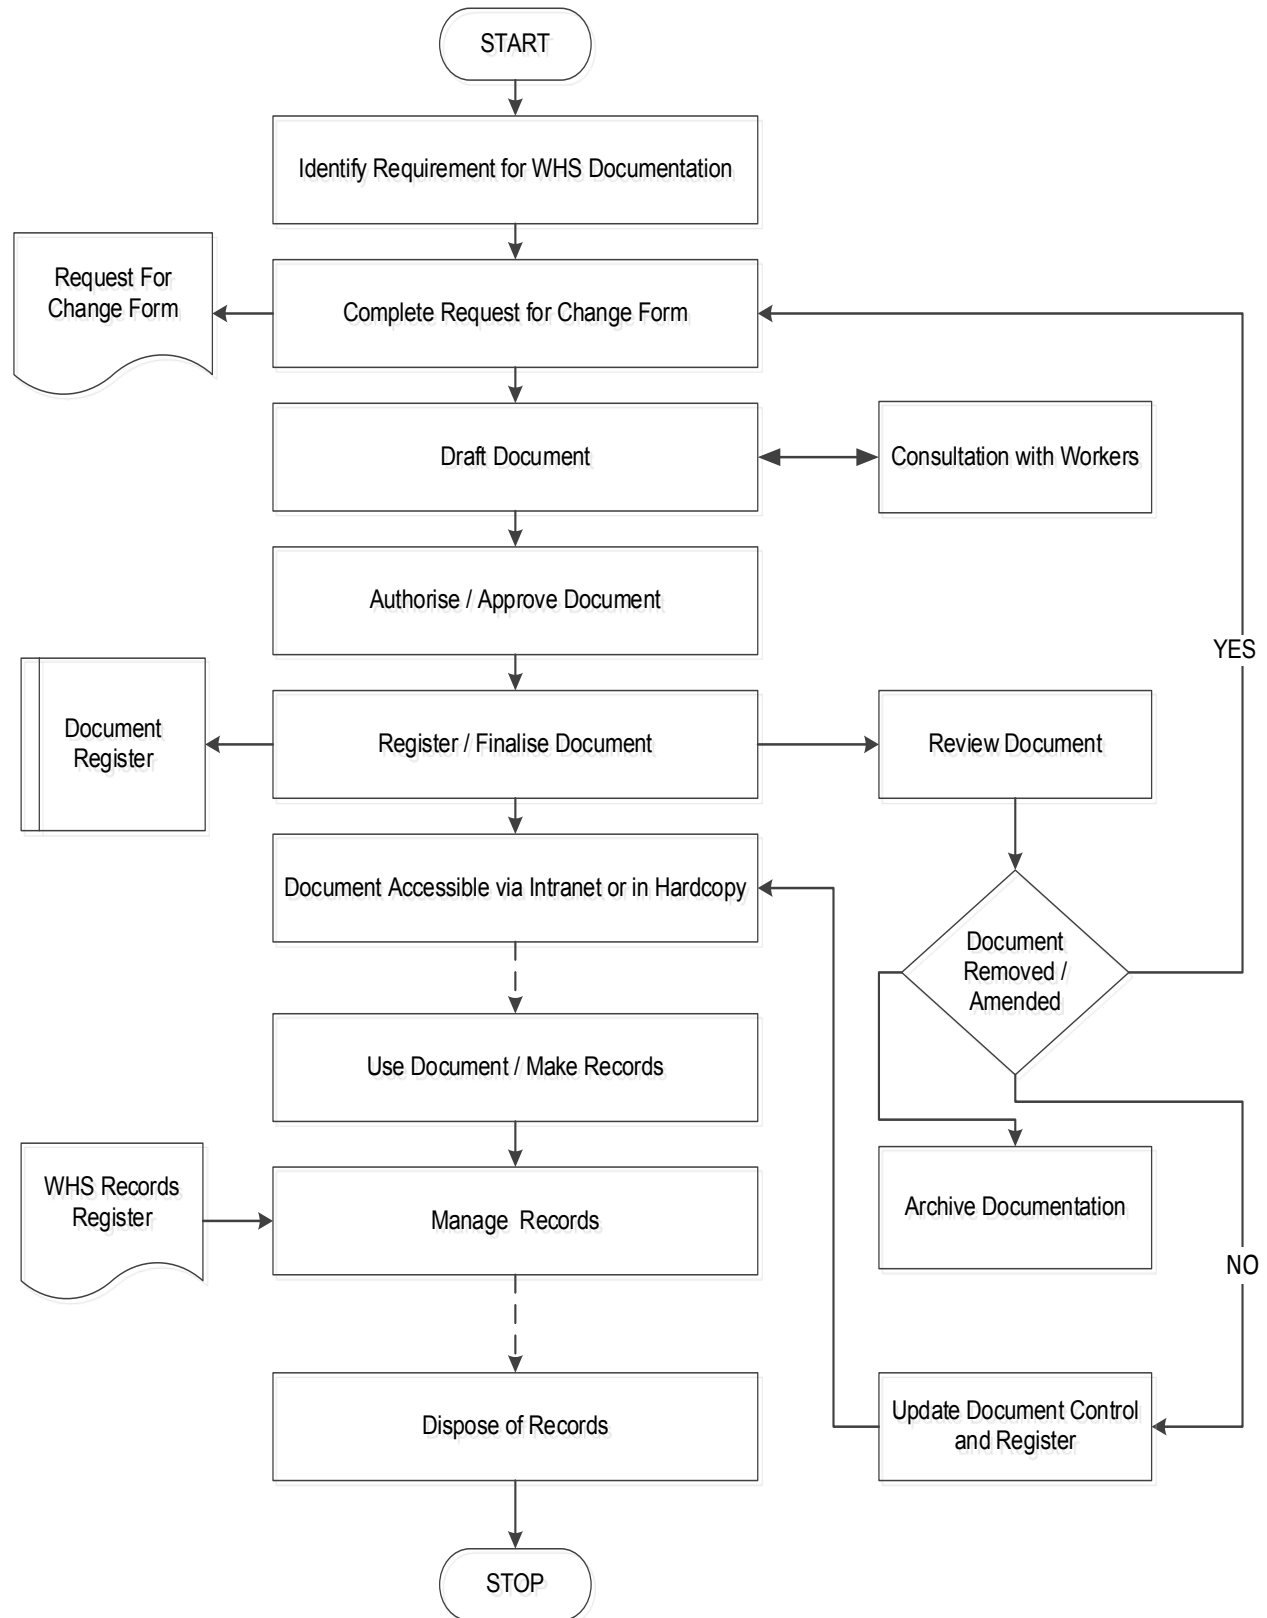 START
Identify Requirement for WHS Documentation
Request For
Change Form
Complete Request for Change Form
Draft Document
Consultation with Workers
Authorise / Approve Document
YES
Document
Register
Register / Finalise Document
Review Document
Document Accessible via Intranet or in Hardcopy
Document
Removed /
Amended
Use Document / Make Records
WHS Records
Register
Manage Records
Archive Documentation
NO
Dispose of Records
Update Document Control
and Register
STOP